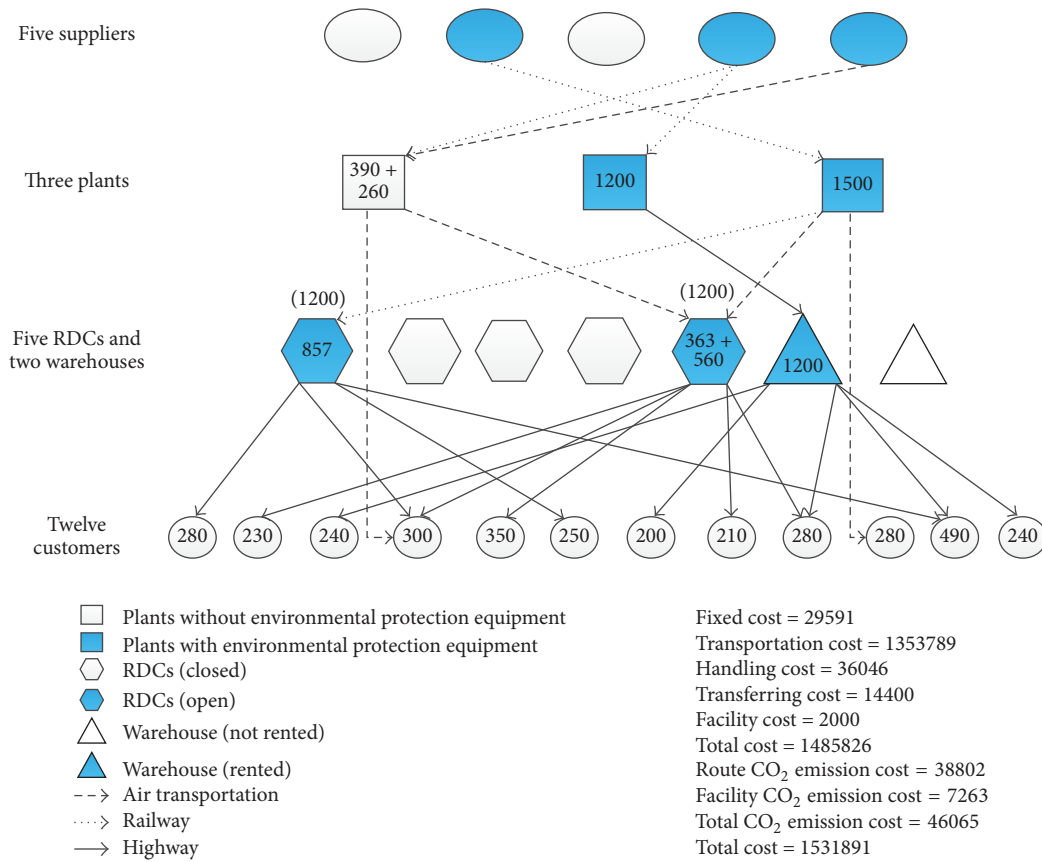 Five suppliers
Three plants
390 +
260
1200
1500
(1200)
(1200)
Five RDCs and
two warehouses
857
363 +
560
1200
Twelve
customers
280
230
240
300
350
250
200
210
280
280
490
240
Plants without environmental protection equipment
Plants with environmental protection equipment
RDCs (closed)
RDCs (open)
Warehouse (not rented)
Warehouse (rented)
Air transportation
Railway
Highway
Fixed cost = 29591
Transportation cost = 1353789
Handling cost = 36046
Transferring cost = 14400
Facility cost = 2000
Total cost = 1485826
Route CO₂ emission cost = 38802
Facility CO₂ emission cost = 7263
Total CO₂ emission cost = 46065
Total cost = 1531891